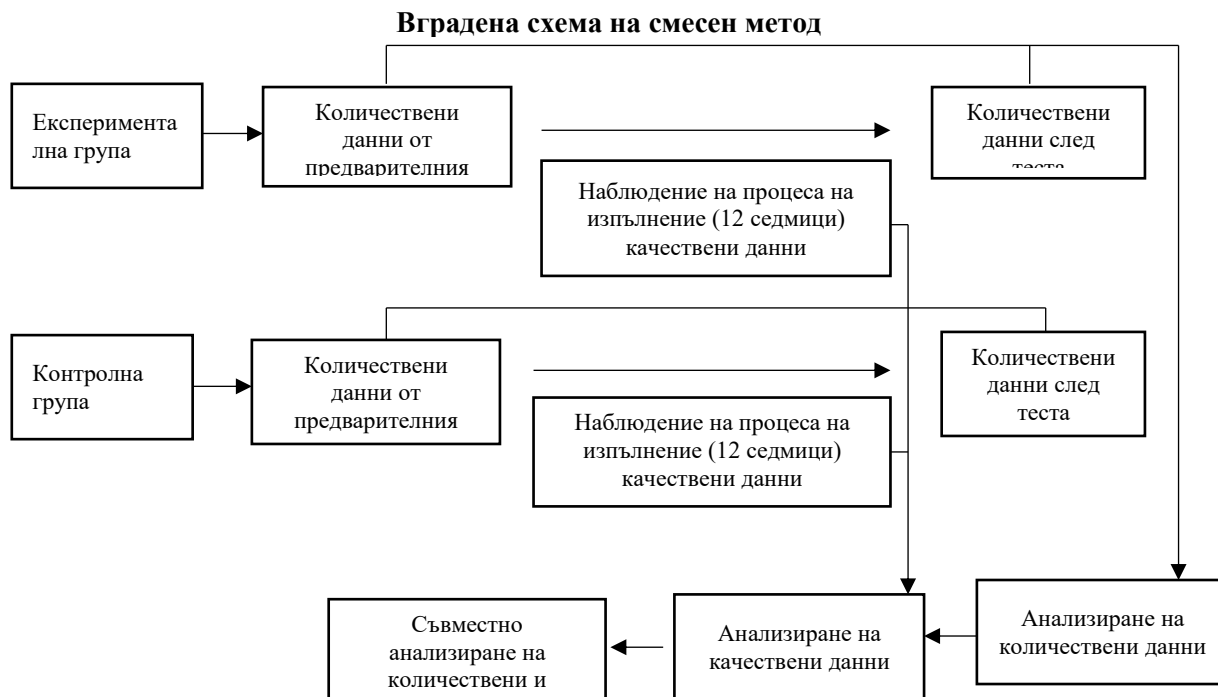 Вградена схема на смесен метод
Експеримента
лна група
Количествени
данни от
предварителния
Количествени
данни след
теста
Наблюдение на процеса на
изпълнение (12 седмици)
качествени данни
Контролна
група
Количествени
данни от
предварителния
Количествени
данни след
теста
Наблюдение на процеса на
изпълнение (12 седмици)
качествени данни
Съвместно
анализиране на
количествени и
Анализиране на
качествени данни
Анализиране на
количествени данни